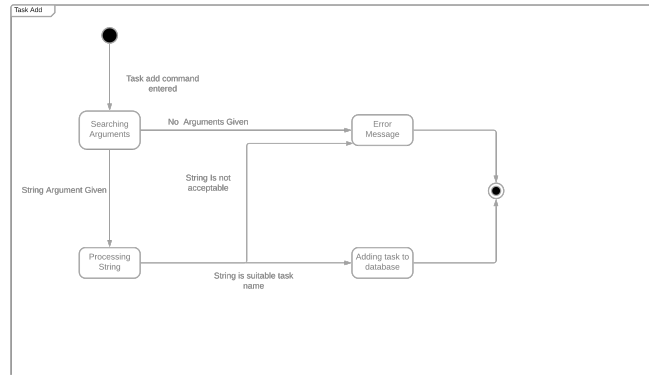 Task Add
Task add command
entered
Searching
Arguments
No Arguments Given
Error
Message
String Is not
acceptable
String Argument Given
Processing
String
Adding task to
database
String is suitable task
name